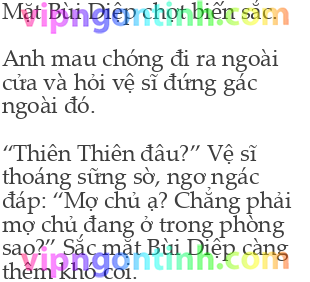 Mặt Bùi Diệp chợt biến sắc.
vipngontinh.com
Anh mau chóng đi ra ngoài
cửa và hỏi vệ sĩ đứng gác
ngoài đó.
“Thiên Thiên đâu?” Vệ sĩ
thoáng sững sờ, ngơ ngác
đáp: “Mợ chủ ạ? Chẳng phải
mợ chủ đang ở trong phòng
sao?” Sắc mặt Bùi Diệp càng
vipngontinh.com
thêm khó coi.